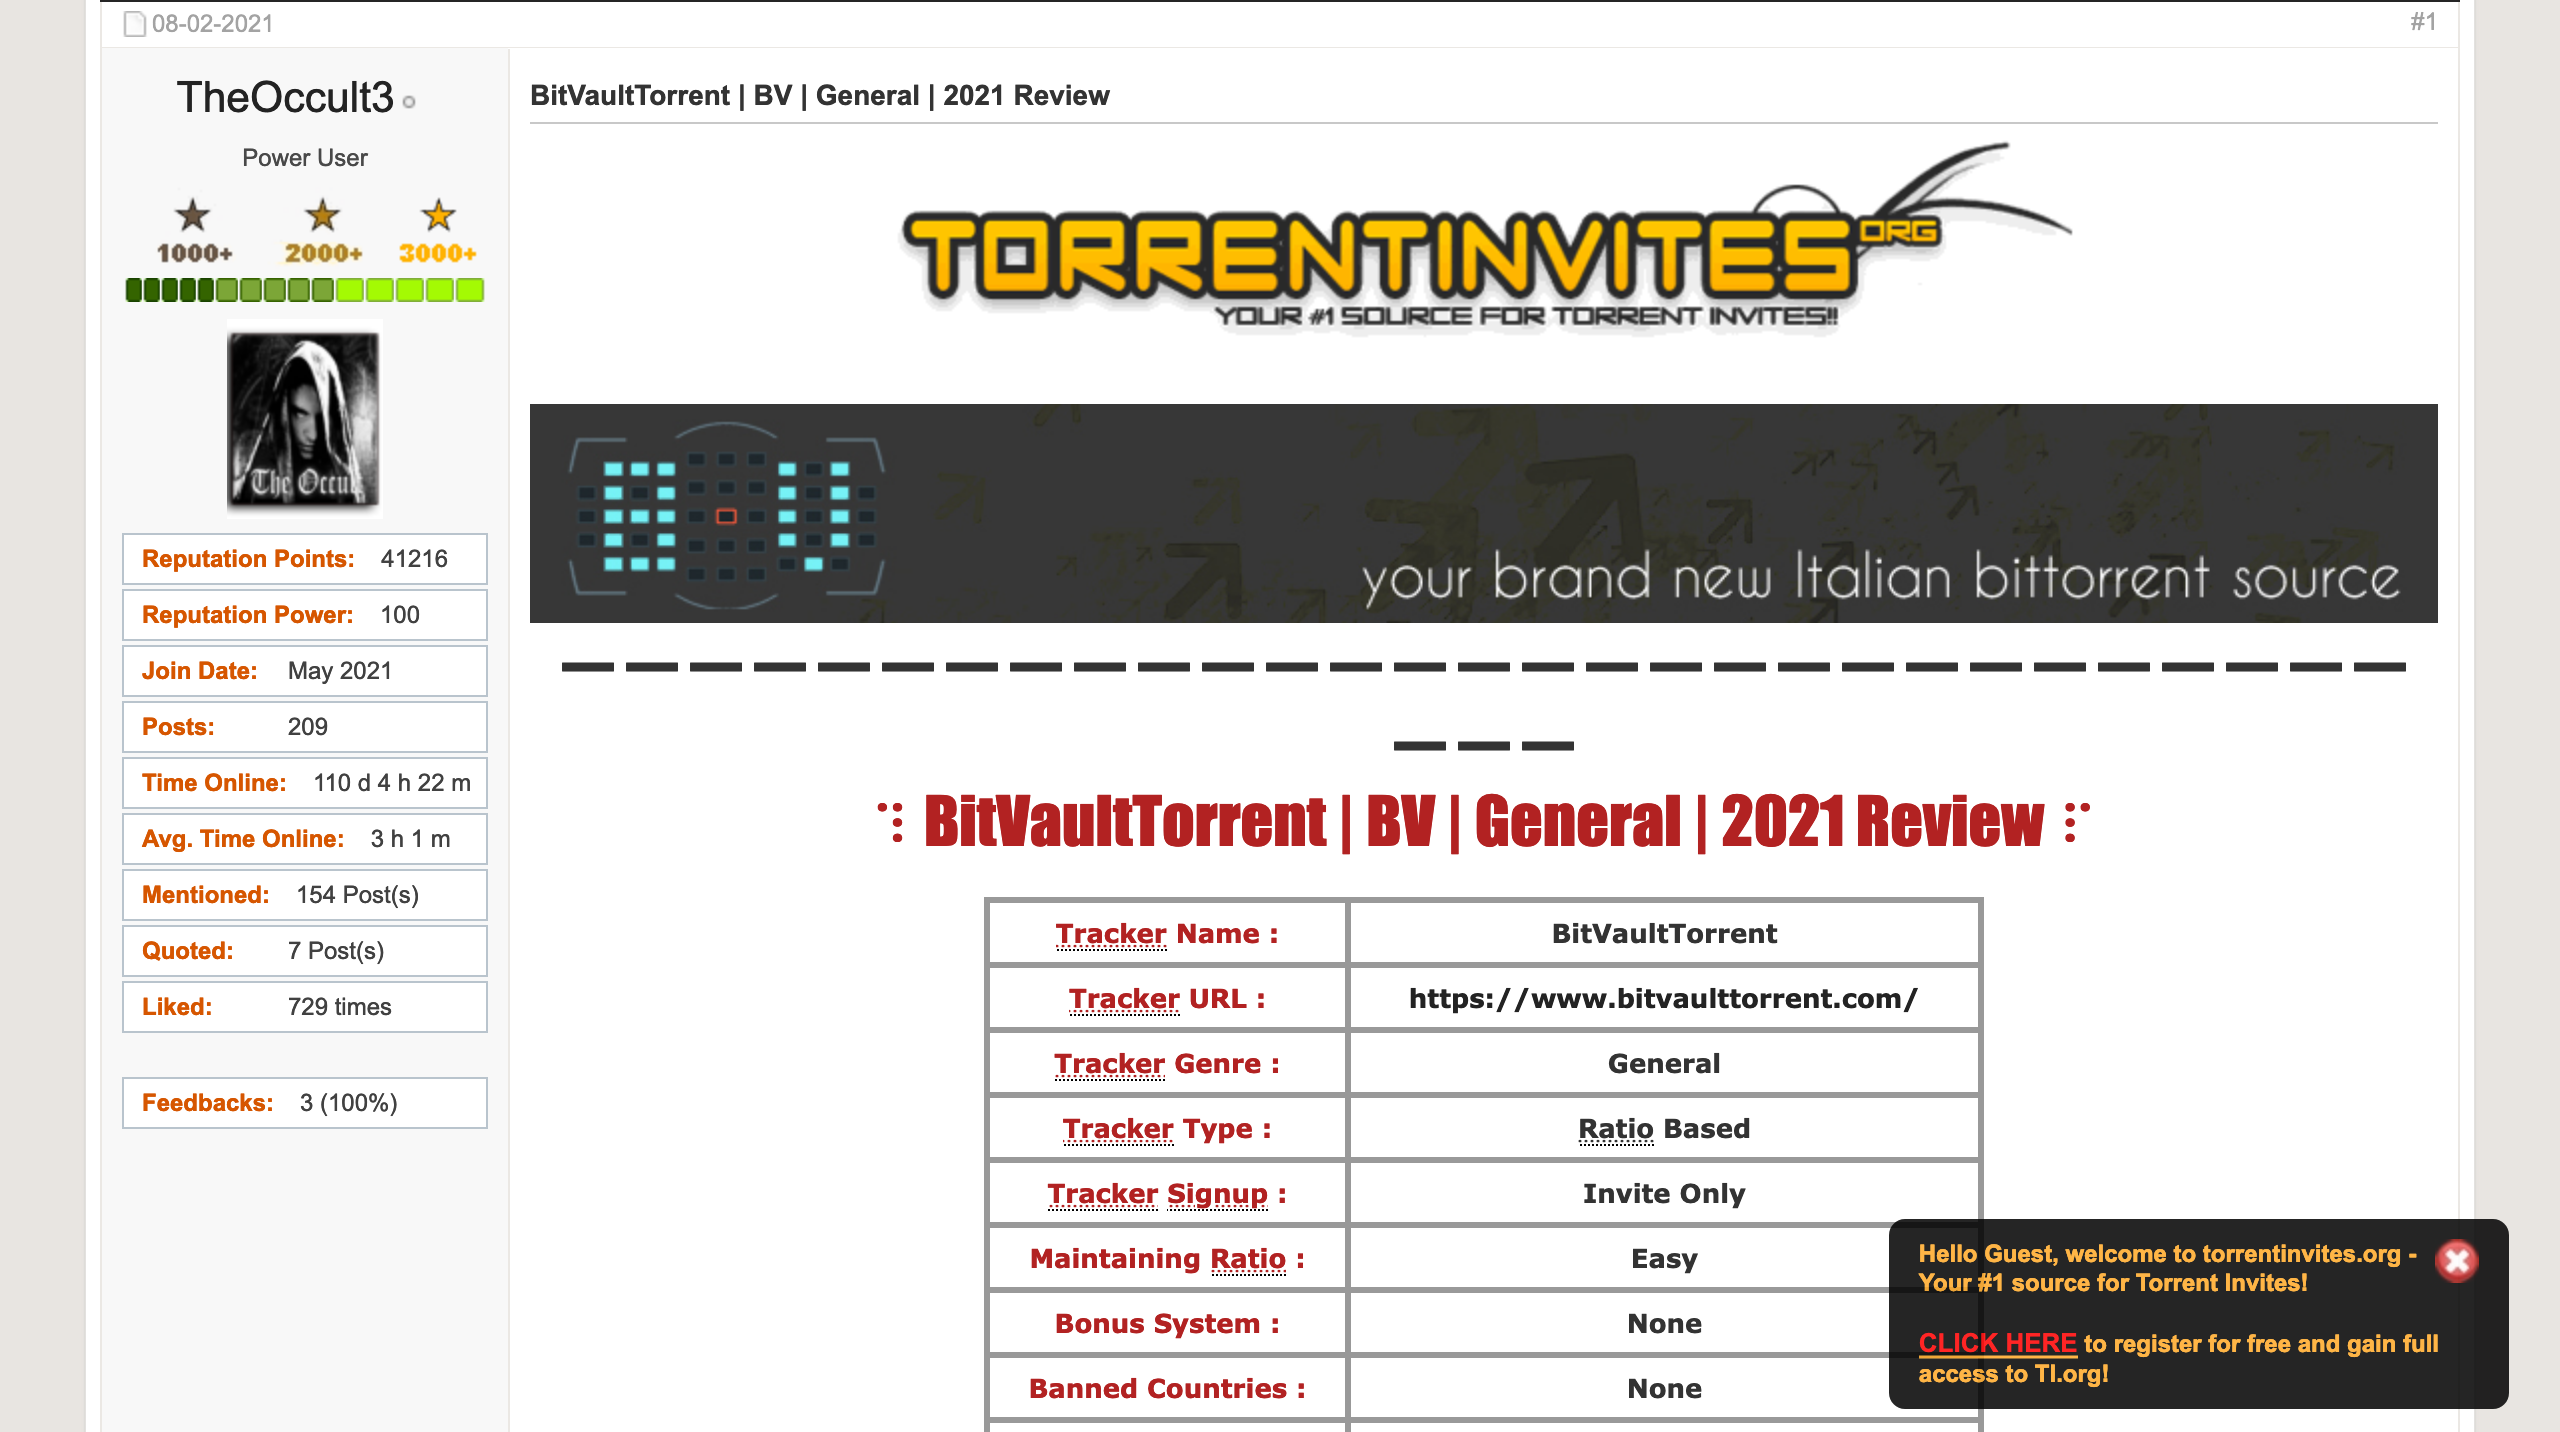 08-02-2021
#1
TheOccult3
Power User
1000+ 2000+ 3000+
The Occult
Reputation Points: 41216
Reputation Power: 100
Join Date: May 2021
Posts: 209
Time Online: 110 d 4 h 22 m
Avg. Time Online: 3 h 1 m
Mentioned: 154 Post(s)
Quoted: 7 Post(s)
Liked: 729 times
Feedbacks: 3 (100%)
BitVaultTorrent | BV | General | 2021 Review
TORRENTINVITES.ORG
YOUR #1 SOURCE FOR TORRENT INVITES!!
BV
your brand new Italian bittorrent source
BitVaultTorrent | BV | General | 2021 Review
Tracker Name : BitVaultTorrent
Tracker URL : https://www.bitvaulttorrent.com/
Tracker Genre : General
Tracker Type : Ratio Based
Tracker Signup : Invite Only
Maintaining Ratio : Easy
Bonus System : None
Banned Countries : None
Hello Guest, welcome to torrentinvites.org -
Your #1 source for Torrent Invites!
CLICK HERE to register for free and gain full
access to TI.org!